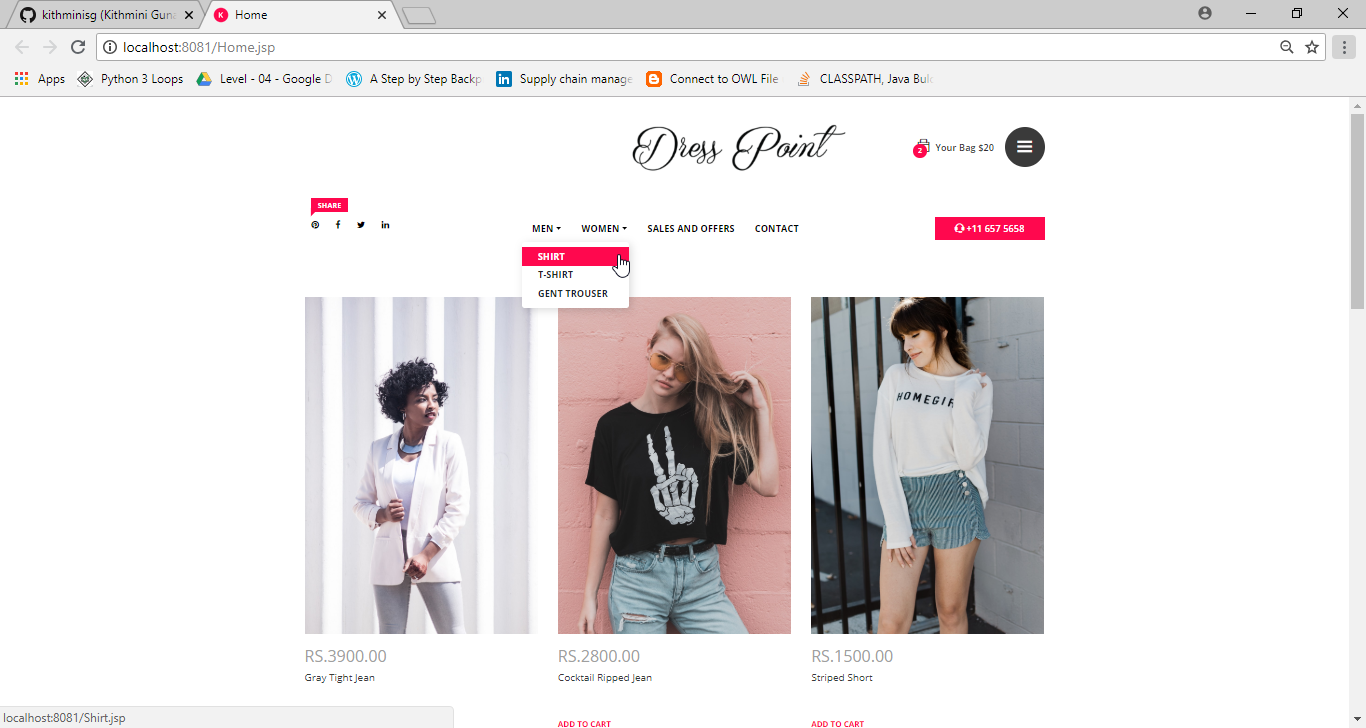 kithminisg (Kithmini Guna
Home
localhost:8081/Home.jsp
Apps
Python 3 Loops
Level - 04 - Google D
A Step by Step Backp
Supply chain manage
Connect to OWL File
CLASSPATH, Java Buil
Dress Point
2
Your Bag $20
SHARE
MEN
WOMEN
SALES AND OFFERS
CONTACT
+11 657 5658
SHIRT
T-SHIRT
GENT TROUSER
HOMEGIR
RS.3900.00
RS.2800.00
RS.1500.00
Gray Tight Jean
Cocktail Ripped Jean
Striped Short
localhost:8081/Shirt.jsp
ADD TO CART
ADD TO CART